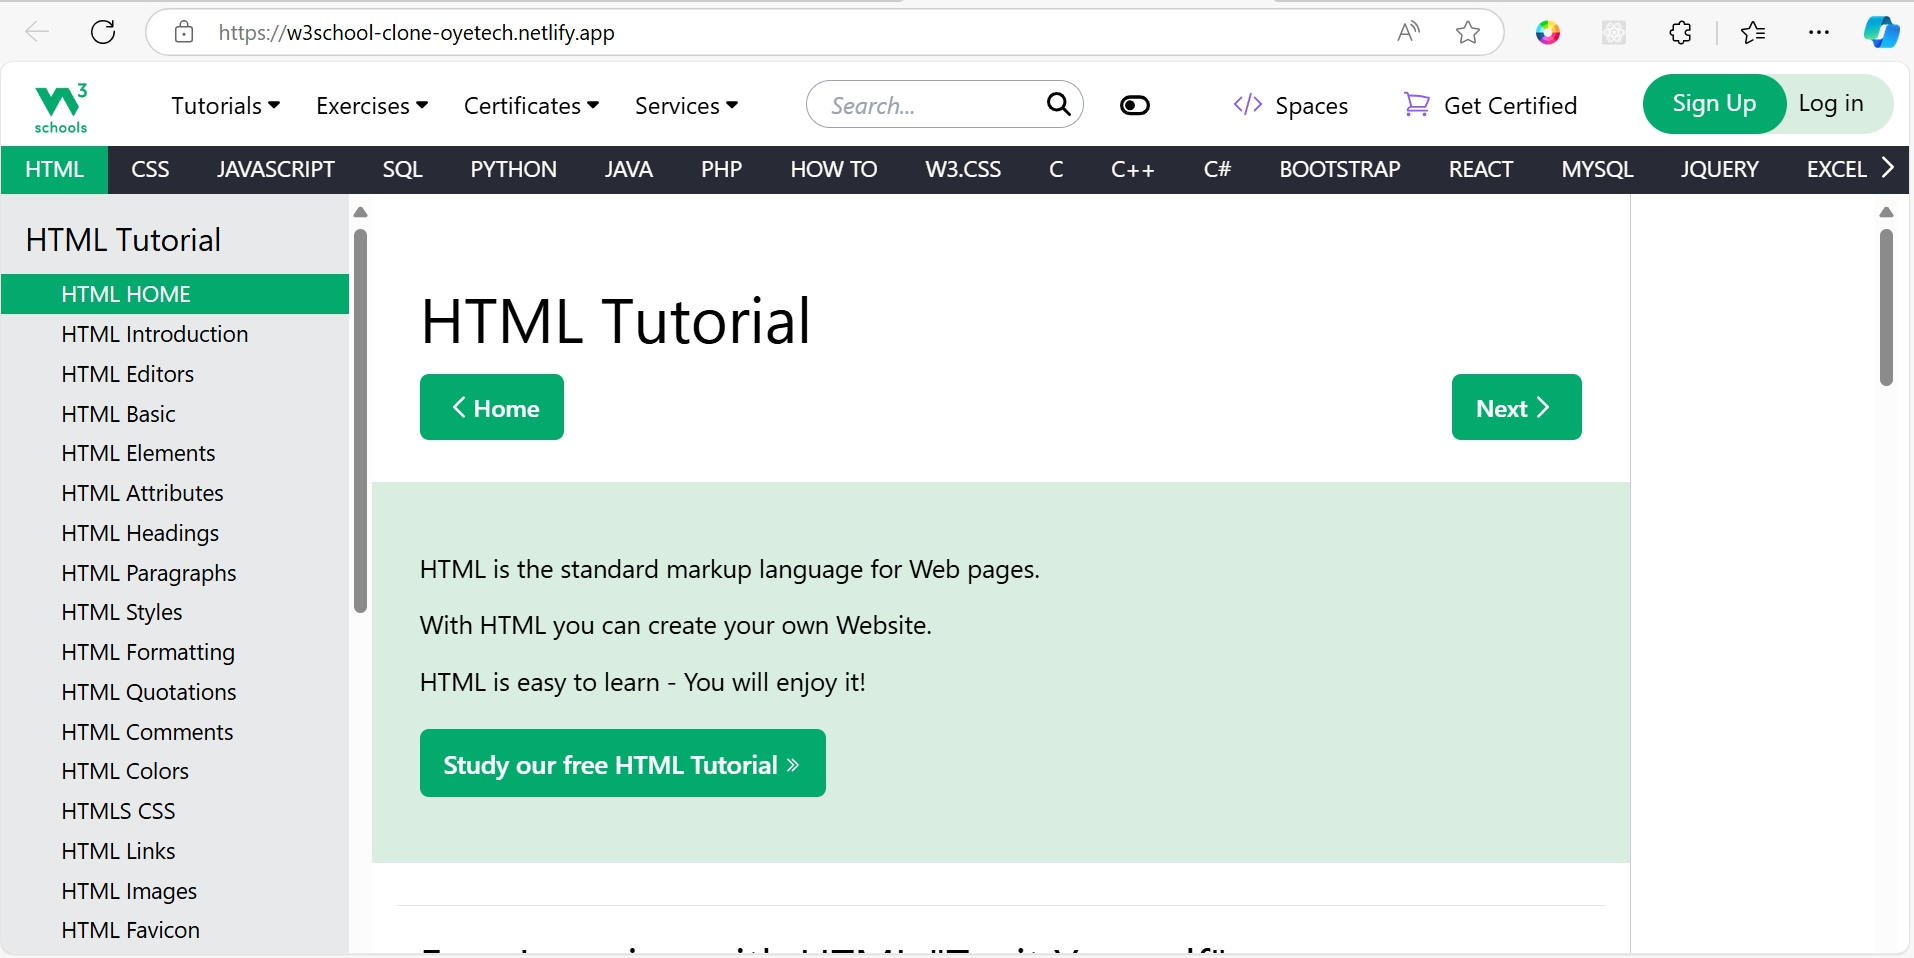 https://w3school-clone-oyetech.netlify.app
W3 schools
Tutorials Exercises Certificates Services Search... Spaces Get Certified Sign Up Log in
HTML CSS JAVASCRIPT SQL PYTHON JAVA PHP HOW TO W3.CSS C C++ C# BOOTSTRAP REACT MYSQL JQUERY EXCEL
HTML Tutorial
HTML HOME
HTML Introduction
HTML Editors
HTML Basic
HTML Elements
HTML Attributes
HTML Headings
HTML Paragraphs
HTML Styles
HTML Formatting
HTML Quotations
HTML Comments
HTML Colors
HTMLS CSS
HTML Links
HTML Images
HTML Favicon
HTML Tutorial
Home Next
HTML is the standard markup language for Web pages.
With HTML you can create your own Website.
HTML is easy to learn - You will enjoy it!
Study our free HTML Tutorial »